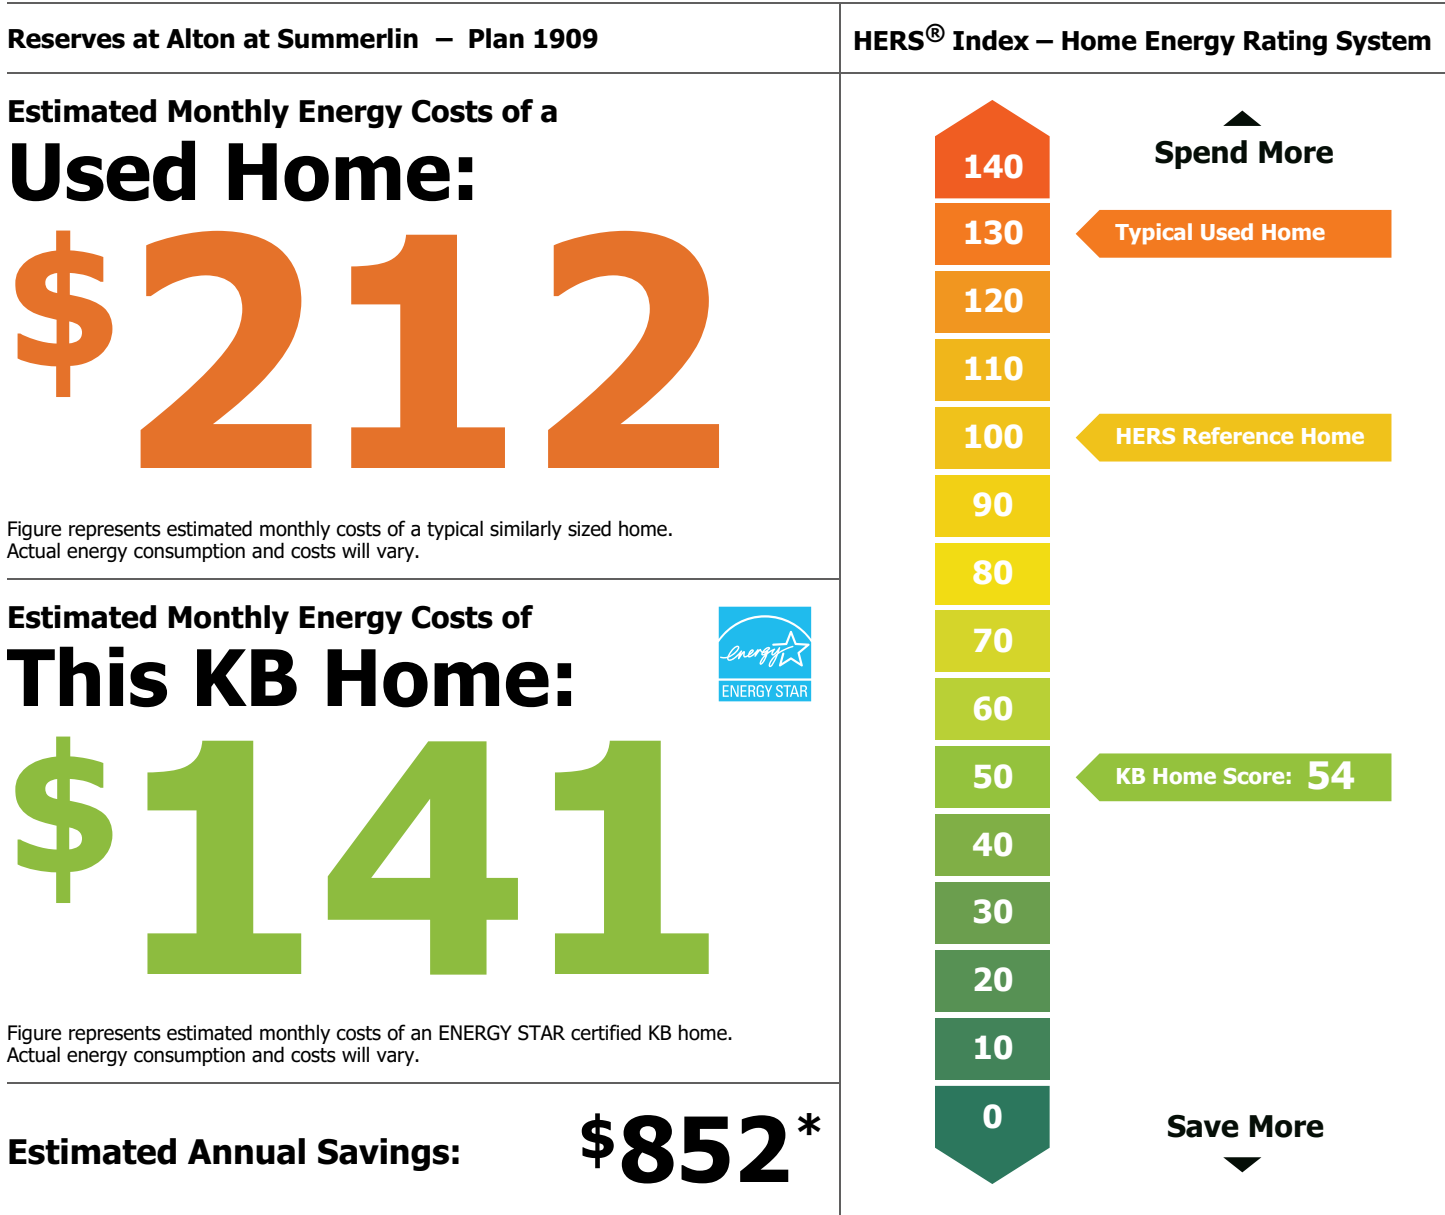 Reserves at Alton at Summerlin – Plan 1909
Estimated Monthly Energy Costs of a
Used Home:
$212
Figure represents estimated monthly costs of a typical similarly sized home.
Actual energy consumption and costs will vary.
Estimated Monthly Energy Costs of
This KB Home:
energy
ENERGY STAR
$141
Figure represents estimated monthly costs of an ENERGY STAR certified KB home.
Actual energy consumption and costs will vary.
Estimated Annual Savings: $852*
HERS® Index – Home Energy Rating System
Spend More
140
130 Typical Used Home
120
110
100 HERS Reference Home
90
80
70
60
50 KB Home Score: 54
40
30
20
10
0
Save More